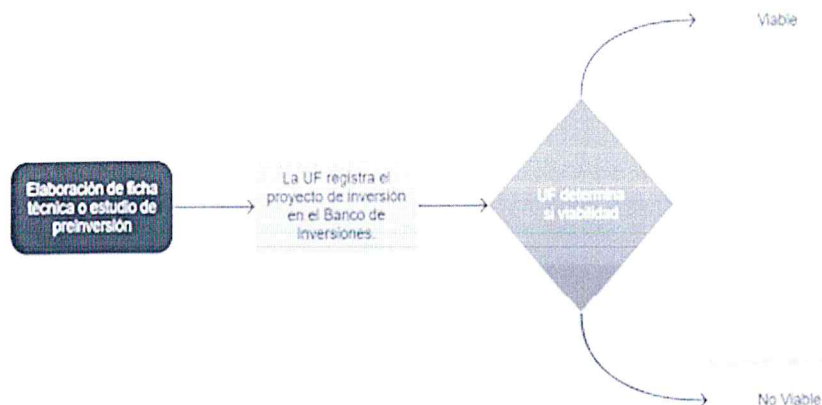 Viable
Elaboración de ficha
técnica o estudio de
preinversión
La UF registra el
proyecto de inversión
en el Banco de
Inversiones.
UF determina
si viabilidad
No Viable